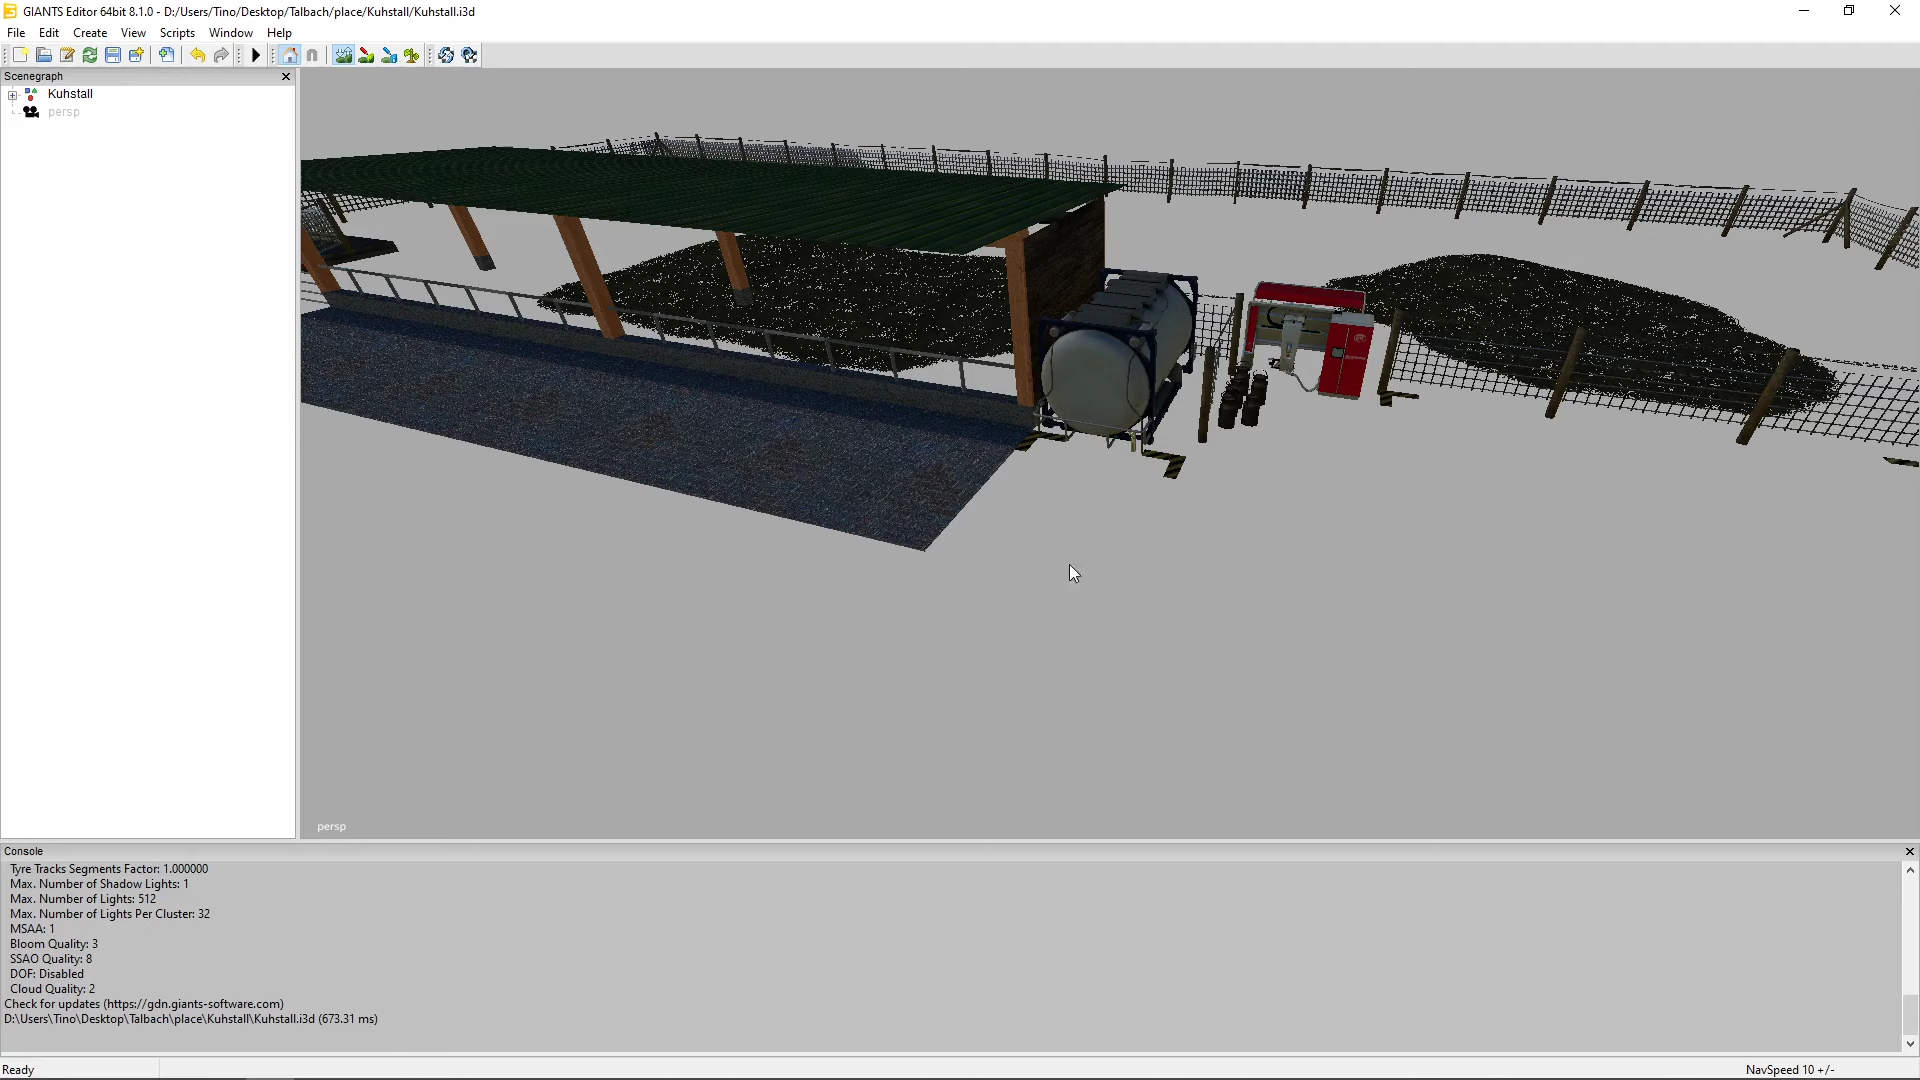 GIANTS Editor 64bit 8.1.0 - D:/Users/Tino/Desktop/Talbach/place/Kuhstall/Kuhstall.i3d
File Edit Create View Scripts Window Help
Scenegraph
Kuhstall
persp
persp
Console
Tyre Tracks Segments Factor: 1.000000
Max. Number of Shadow Lights: 1
Max. Number of Lights: 512
Max. Number of Lights Per Cluster: 32
MSAA: 1
Bloom Quality: 3
SSAO Quality: 8
DOF: Disabled
Cloud Quality: 2
Check for updates (https://gdn.giants-software.com)
D:\Users\Tino\Desktop\Talbach\place\Kuhstall\Kuhstall.i3d (673.31 ms)
Ready
NavSpeed 10 +/-